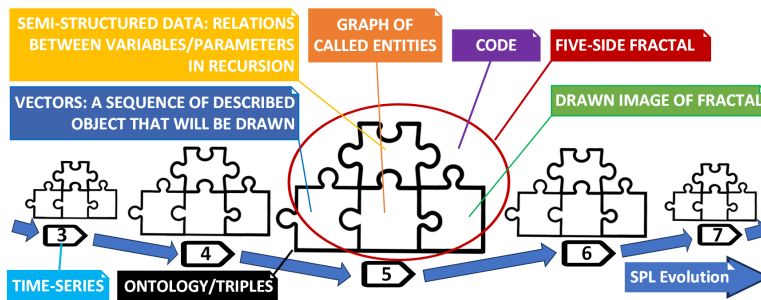 SEMI-STRUCTURED DATA: RELATIONS
BETWEEN VARIABLES/PARAMETERS
IN RECURSION
GRAPH OF
CALLED ENTITIES
CODE
FIVE-SIDE FRACTAL
VECTORS: A SEQUENCE OF DESCRIBED
OBJECT THAT WILL BE DRAWN
DRAWN IMAGE OF FRACTAL
3
4
5
6
7
TIME-SERIES
ONTOLOGY/TRIPLES
SPL Evolution